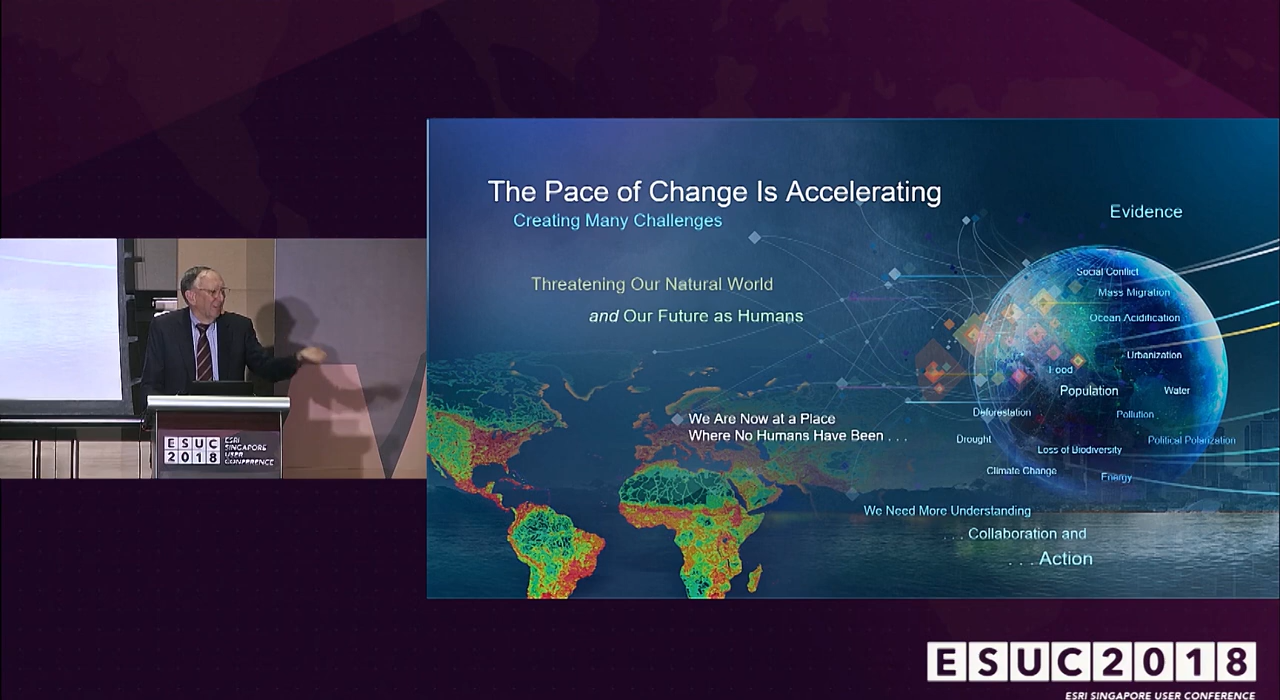 The Pace of Change Is Accelerating
Creating Many Challenges
Evidence
Threatening Our Natural World
and Our Future as Humans
Social Conflict
Mass Migration
Ocean Acidification
Urbanization
Food
Population
Water
Deforestation
Pollution
We Are Now at a Place
Where No Humans Have Been . . .
Drought
Political Polarization
Loss of Biodiversity
Climate Change
Energy
We Need More Understanding
. . . Collaboration and
. . . Action
ESUC
2018
ESRI
SINGAPORE
USER
CONFERENCE
ESUC2018
ESRI SINGAPORE USER CONFERENCE